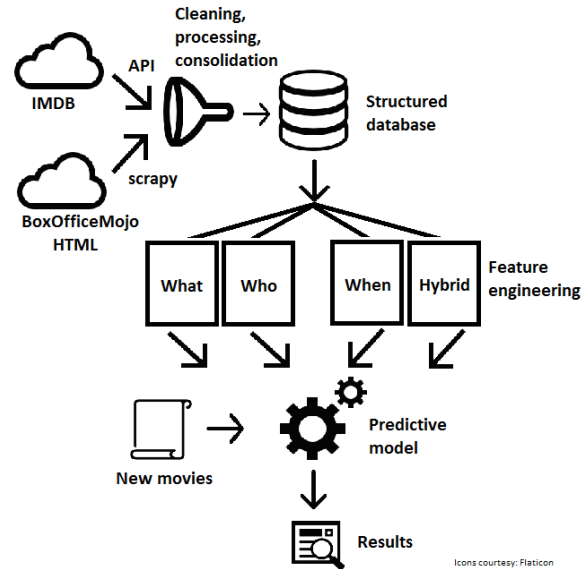 Cleaning,
processing,
consolidation
API
IMDB
Structured
database
scrapy
BoxOfficeMojo
HTML
What
Who
When
Hybrid
Feature
engineering
New movies
Predictive
model
Results
Icons courtesy: Flaticon